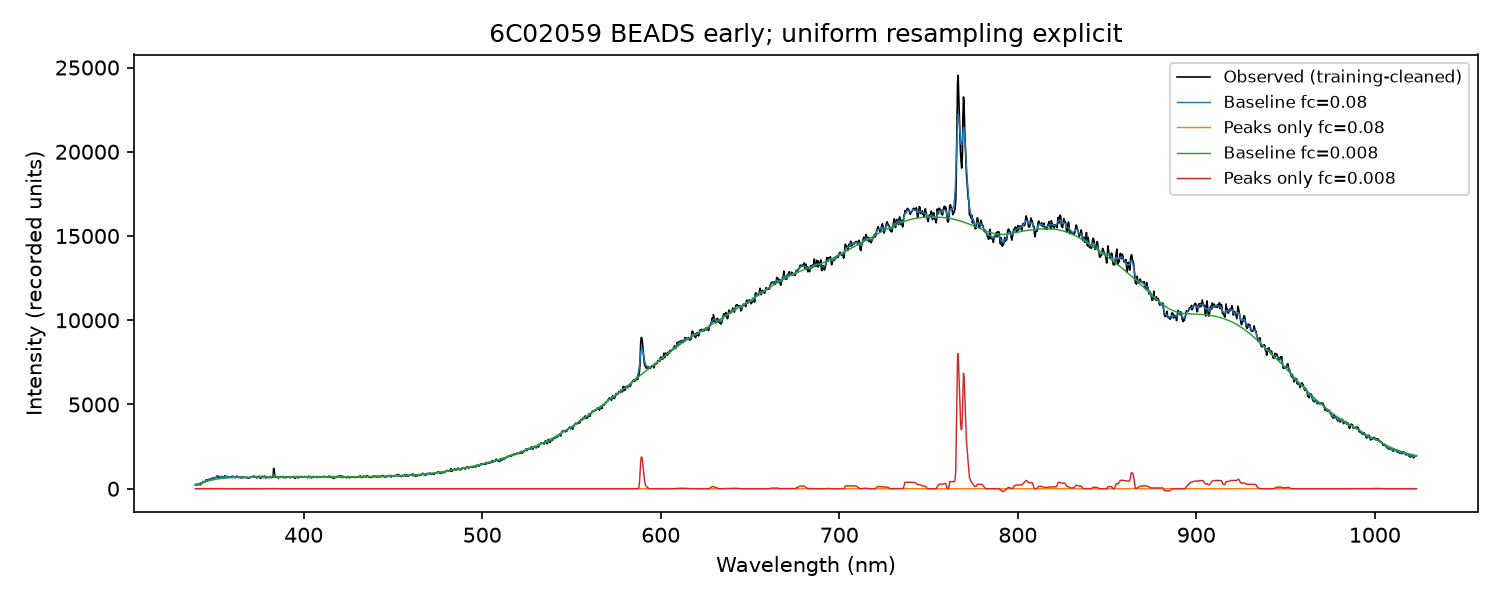 6C02059 BEADS early; uniform resampling explicit
25000
20000
15000
10000
5000
0
Intensity (recorded units)
Observed (training-cleaned)
Baseline fc=0.08
Peaks only fc=0.08
Baseline fc=0.008
Peaks only fc=0.008
400 500 600 700 800 900 1000
Wavelength (nm)